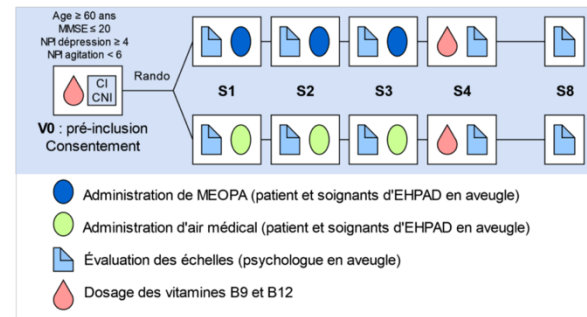 Age ≥ 60 ans
MMSE ≤ 20
NPI dépression ≥ 4
NPI agitation < 6
CI
CNI
Rando
V0 : pré-inclusion
Consentement
S1
S2
S3
S4
S8
Administration de MEOPA (patient et soignants d'EHPAD en aveugle)
Administration d'air médical (patient et soignants d'EHPAD en aveugle)
Évaluation des échelles (psychologue en aveugle)
Dosage des vitamines B9 et B12